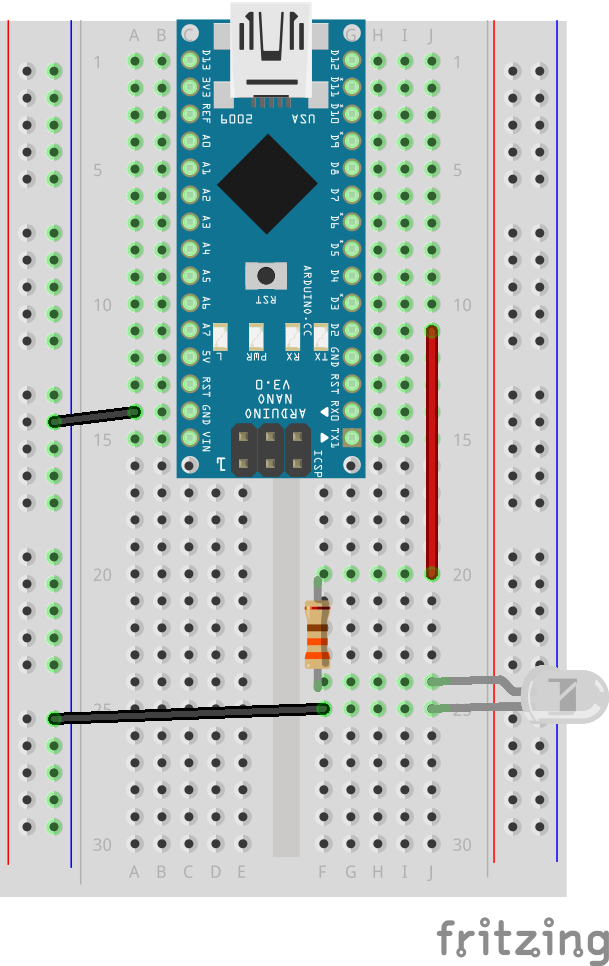 A B C G H I J
1 D13 D12 1
3V3 D11
REF D10
P009 USA
A0 D9
5 A1 D8 5
A2 D7
A3 D6
A4 D5
A5 D4
RST
ARDUINO.CC
10 A6 D3 10
A7 D2
L PWR RX TX
5V GND
RST RST
GND RX0
15 VIN TX1 15
ARDUINO
NANO
V3.0
1 ICSP
20 20
25 25
30 30
A B C D E F G H I J
fritzing